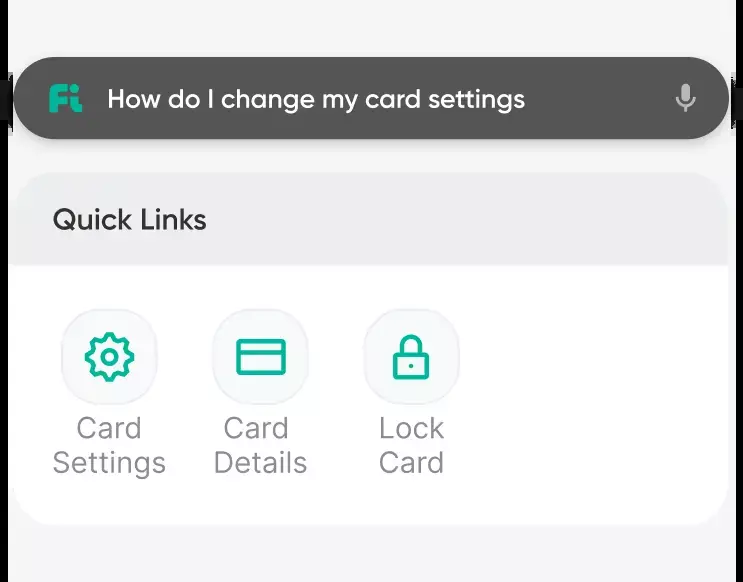 Fi How do I change my card settings
Quick Links
Card Settings
Card Details
Lock Card